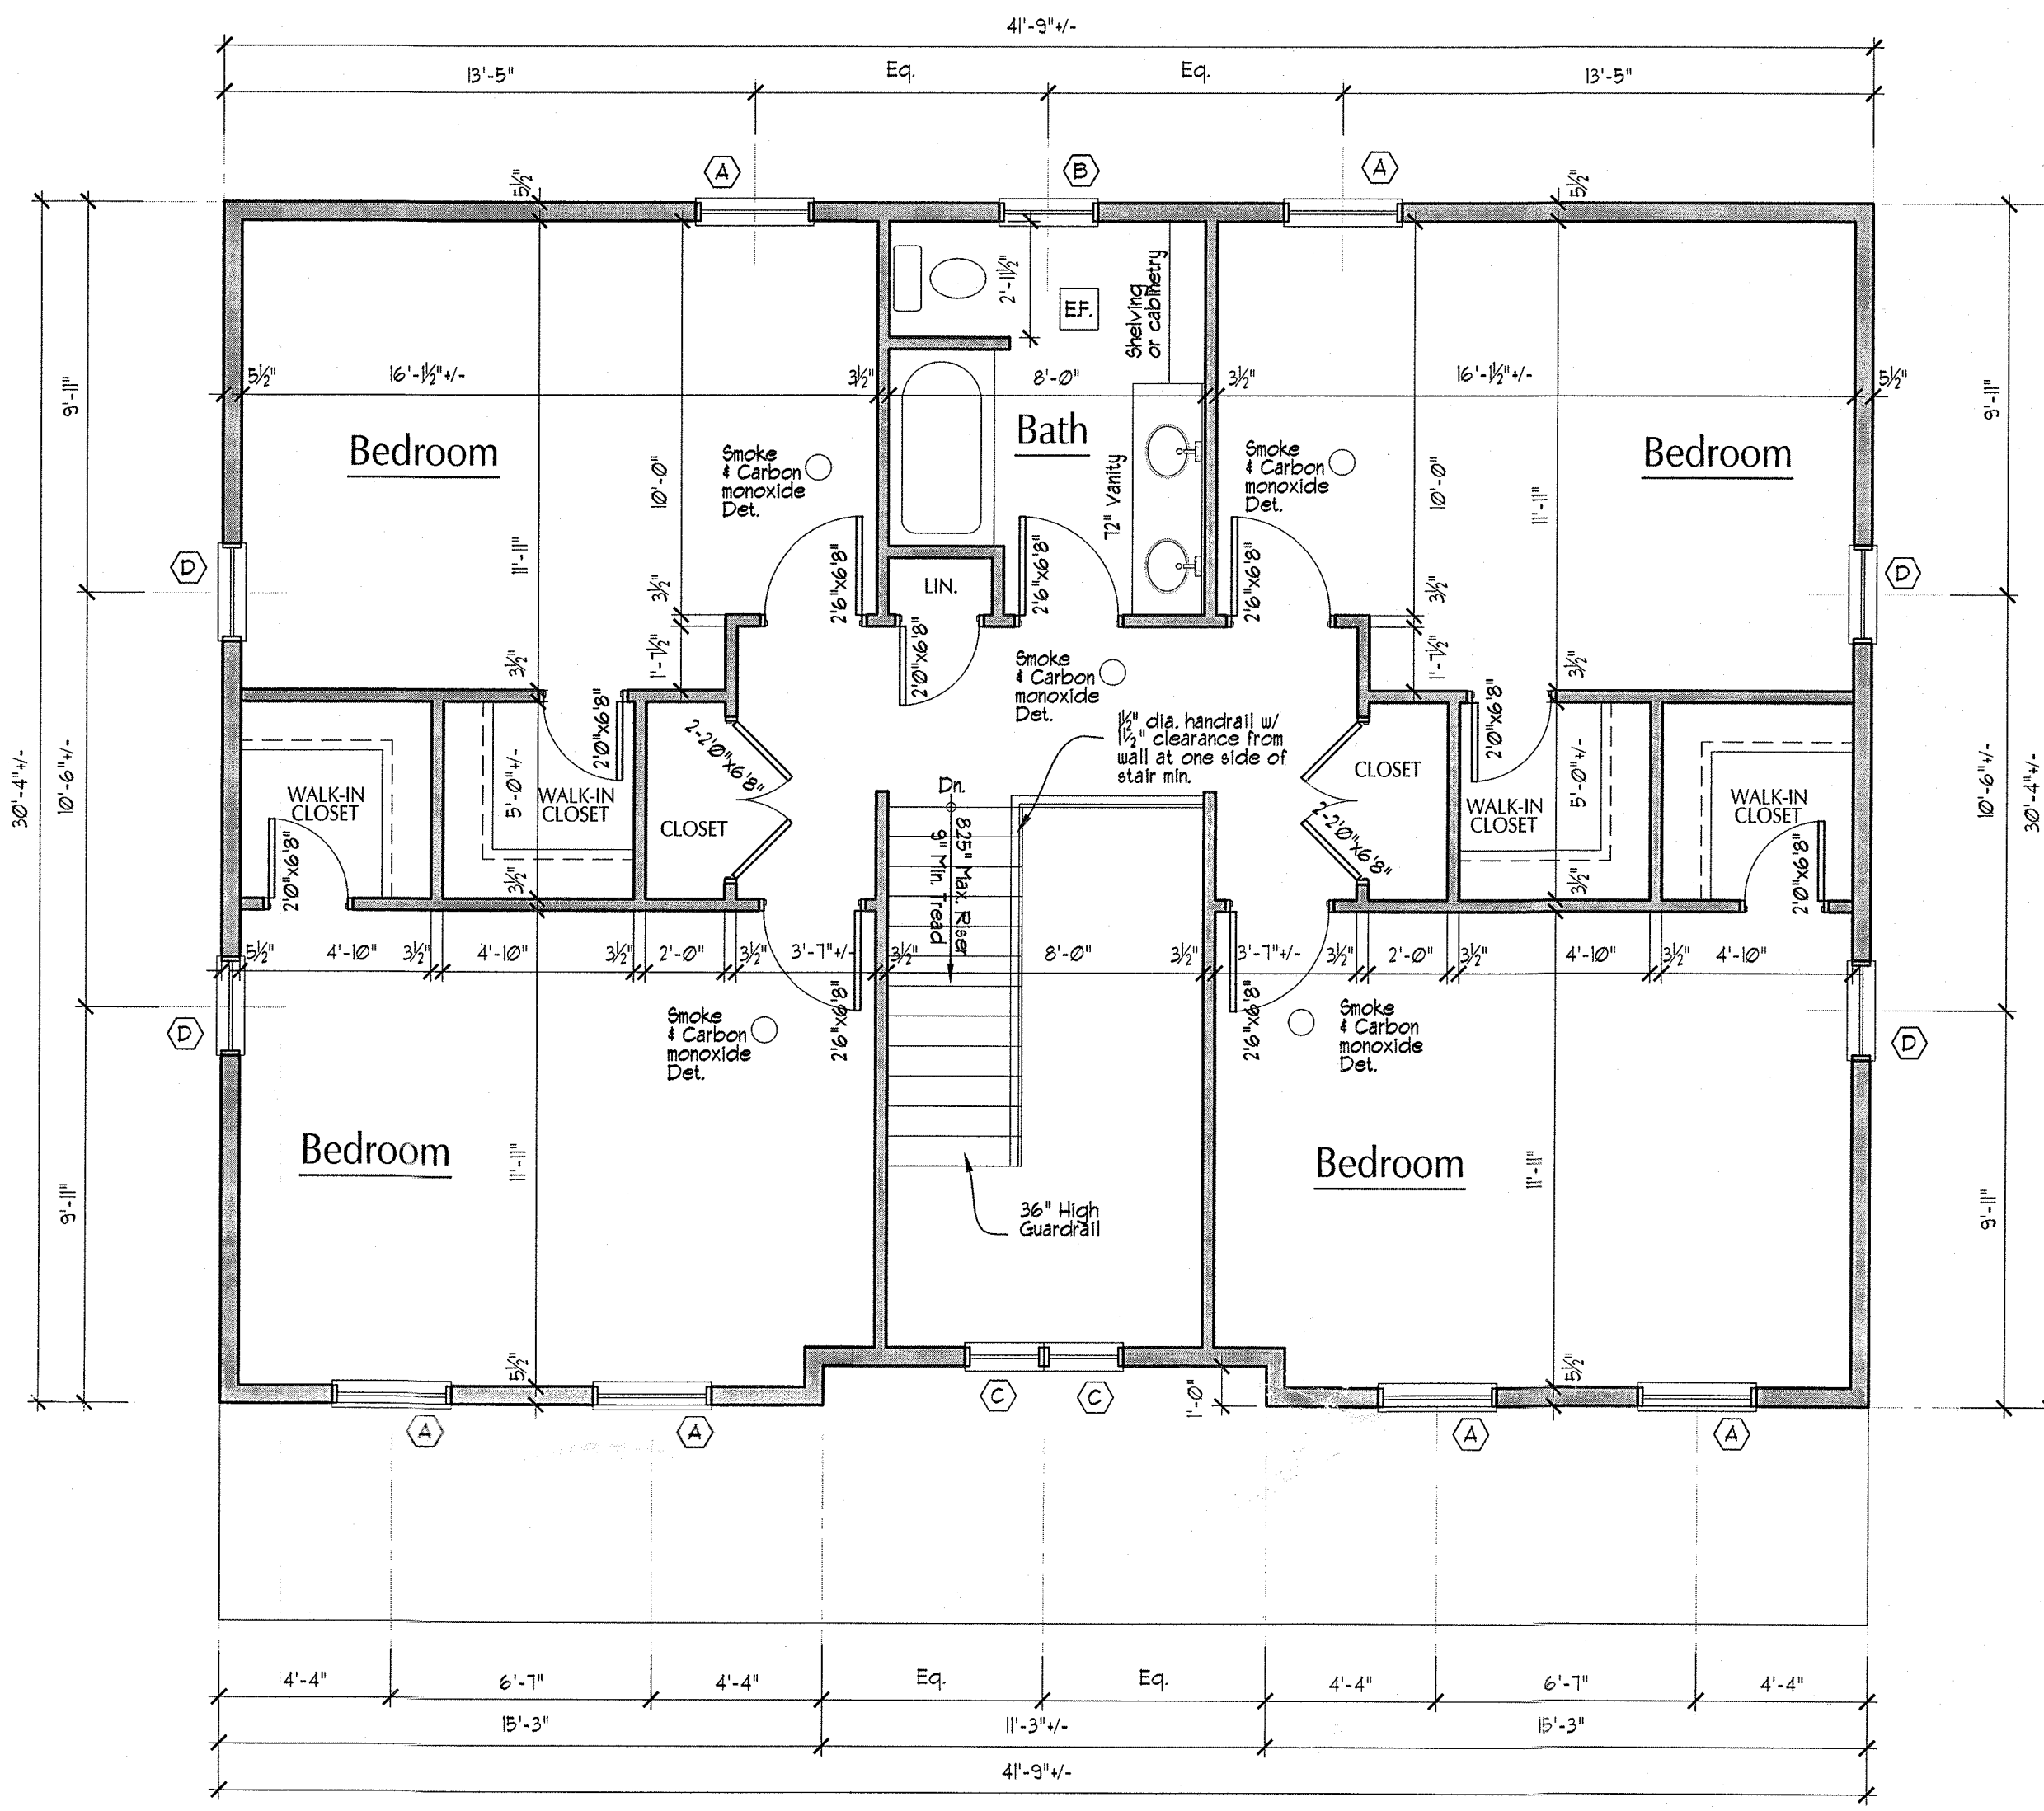 41'-9"+/-
13'-5"
Eq.
Eq.
13'-5"
A
B
A
5½"
5½"
2'-11½"
E.F.
Shelving
or cabinetry
9'-11"
9'-11"
5½"
16'-1½"+/-
3½"
8'-0"
3½"
16'-1½"+/-
5½"
Bedroom
Bath
Bedroom
Smoke
& Carbon
monoxide
Det.
Smoke
& Carbon
monoxide
Det.
10'-0"
11'-11"
72" Vanity
10'-0"
11'-11"
D
D
3½"
2'6"x6'8"
LIN.
2'6"x6'8"
2'6"x6'8"
3½"
3½"
1'-7½"
2'0"x6'8"
Smoke
& Carbon
monoxide
Det.
1'-7½"
3½"
2'0"x6'8"
2-2'0"x6'8"
1½" dia. handrail w/
1½" clearance from
wall at one side of
stair min.
2'0"x6'8"
30'-4"+/-
10'-6"+/-
WALK-IN
CLOSET
5'-0"+/-
WALK-IN
CLOSET
CLOSET
Dn.
8.25" Max. Riser
9" Min. Tread
CLOSET
2-2'0"x6'8"
WALK-IN
CLOSET
5'-0"+/-
WALK-IN
CLOSET
10'-6"+/-
30'-4"+/-
2'0"x6'8"
3½"
3½"
2'0"x6'8"
5½"
4'-10"
3½"
4'-10"
3½"
2'-0"
3½"
3'-7"+/-
3½"
8'-0"
3½"
3'-7"+/-
3½"
2'-0"
3½"
4'-10"
3½"
4'-10"
D
D
Smoke
& Carbon
monoxide
Det.
2'6"x6'8"
2'6"x6'8"
Smoke
& Carbon
monoxide
Det.
Bedroom
11'-11"
Bedroom
11'-11"
9'-11"
9'-11"
36" High
Guardrail
5½"
5½"
C
C
1'-0"
A
A
A
A
4'-4"
6'-7"
4'-4"
Eq.
Eq.
4'-4"
6'-7"
4'-4"
15'-3"
11'-3"+/-
15'-3"
41'-9"+/-